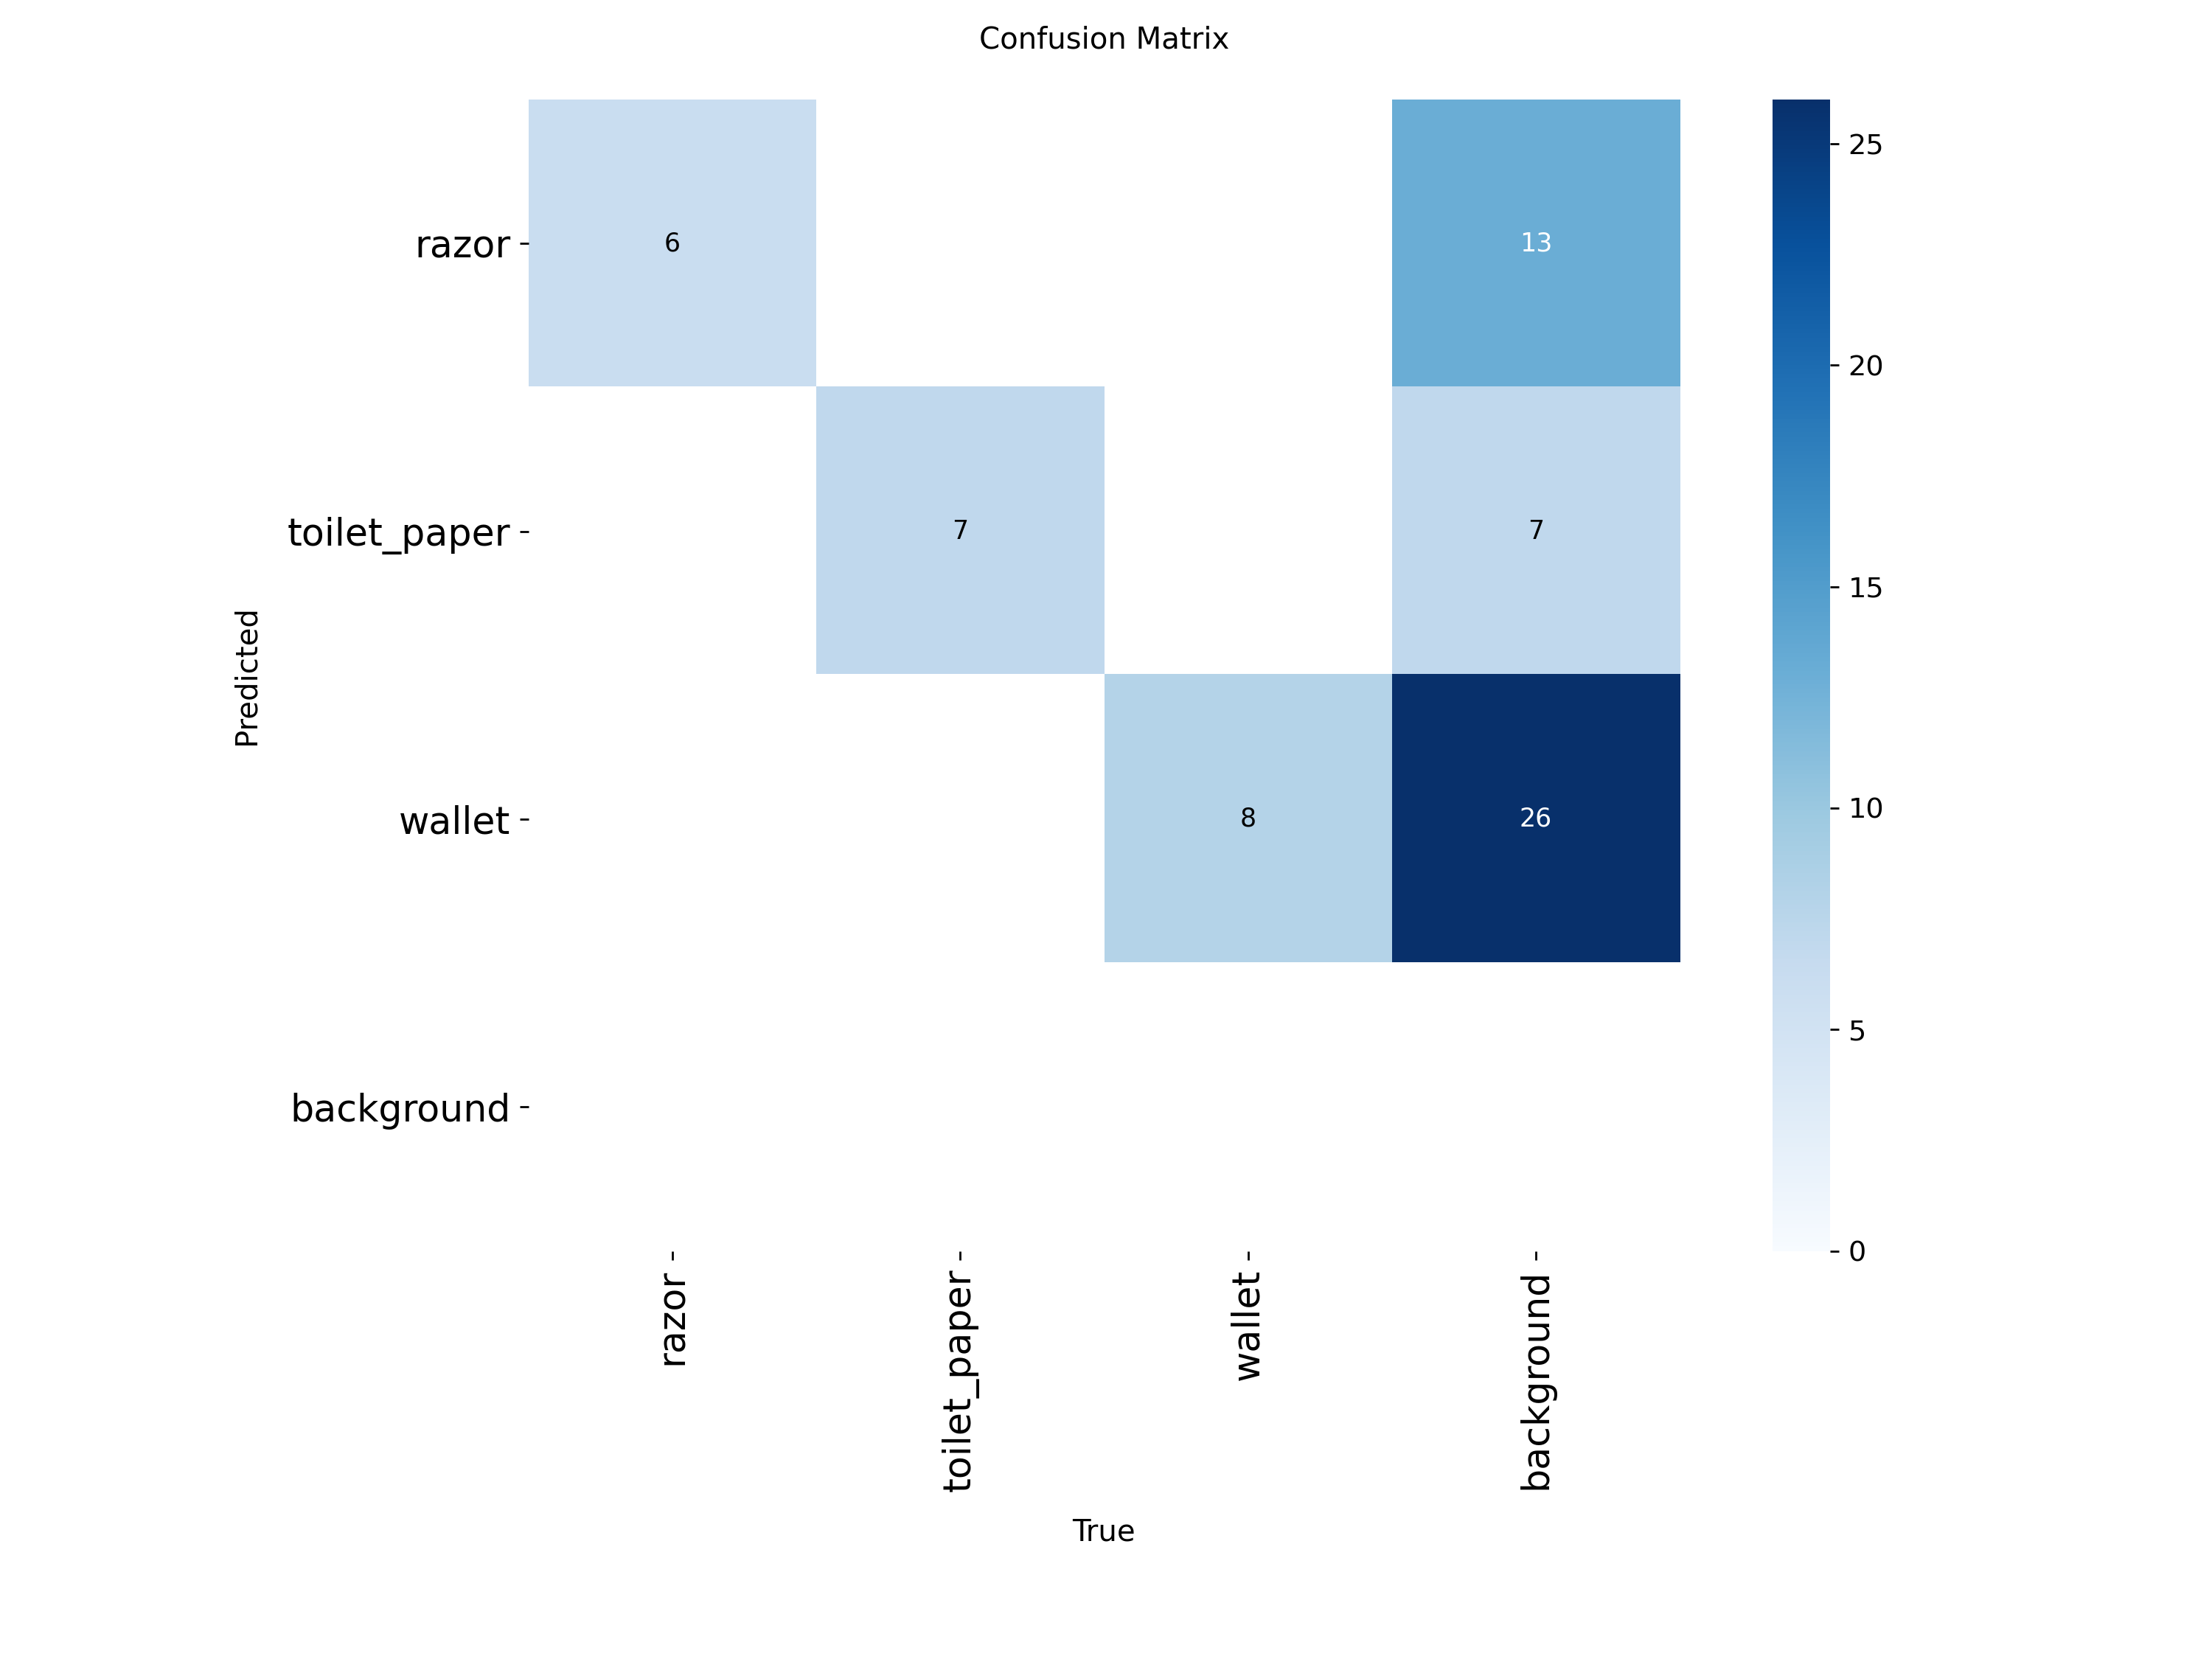 Confusion Matrix
razor
6
13
25
20
toilet_paper
7
7
15
Predicted
wallet
8
26
10
background
5
0
razor
toilet_paper
wallet
background
True